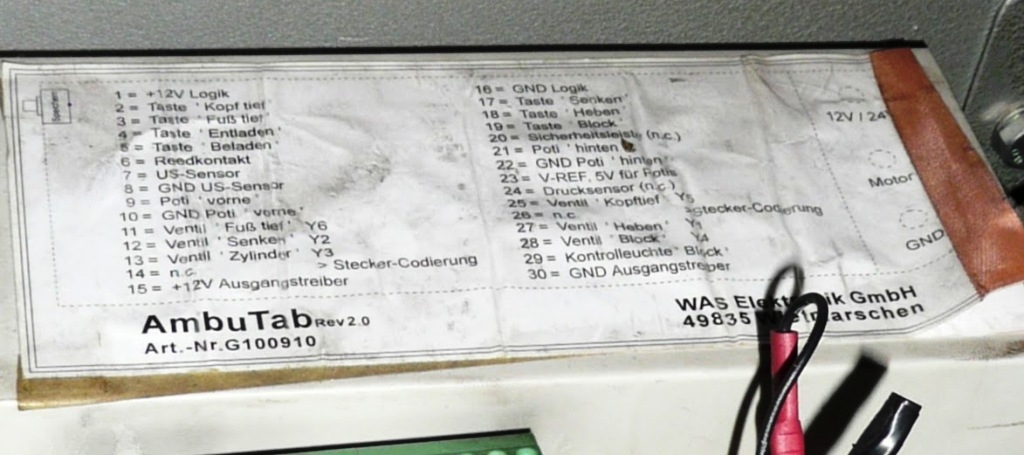 1 = +12V Logik
2 = Taste 'Kopf tief'
3 = Taste 'Fuß tief'
4 = Taste 'Entladen'
5 = Taste 'Beladen'
6 = Reedkontakt
7 = US-Sensor
8 = GND US-Sensor
9 = Poti 'vorne'
10 = GND Poti 'vorne'
11 = Ventil 'Fuß tief' Y6
12 = Ventil 'Senken' Y2
13 = Ventil 'Zylinder' Y3
14 = n.c. > Stecker-Codierung
15 = +12V Ausgangstreiber
16 = GND Logik
17 = Taste 'Senken'
18 = Taste 'Heben'
19 = Taste 'Block'
20 = Sicherheitsleiste (n.c.)
21 = Poti 'hinten'
22 = GND Poti 'hinten'
23 = V-REF. 5V für Potis
24 = Drucksensor (n.c.)
25 = Ventil 'Kopftief' Y5
26 = n.c. >Stecker-Codierung
27 = Ventil 'Heben'
28 = Ventil 'Block' Y4
29 = Kontrolleuchte 'Block'
30 = GND Ausgangstreiber
12V / 24
Motor
GND
AmbuTab Rev 2.0
Art.-Nr.G100910
WAS Elektronik GmbH
49835